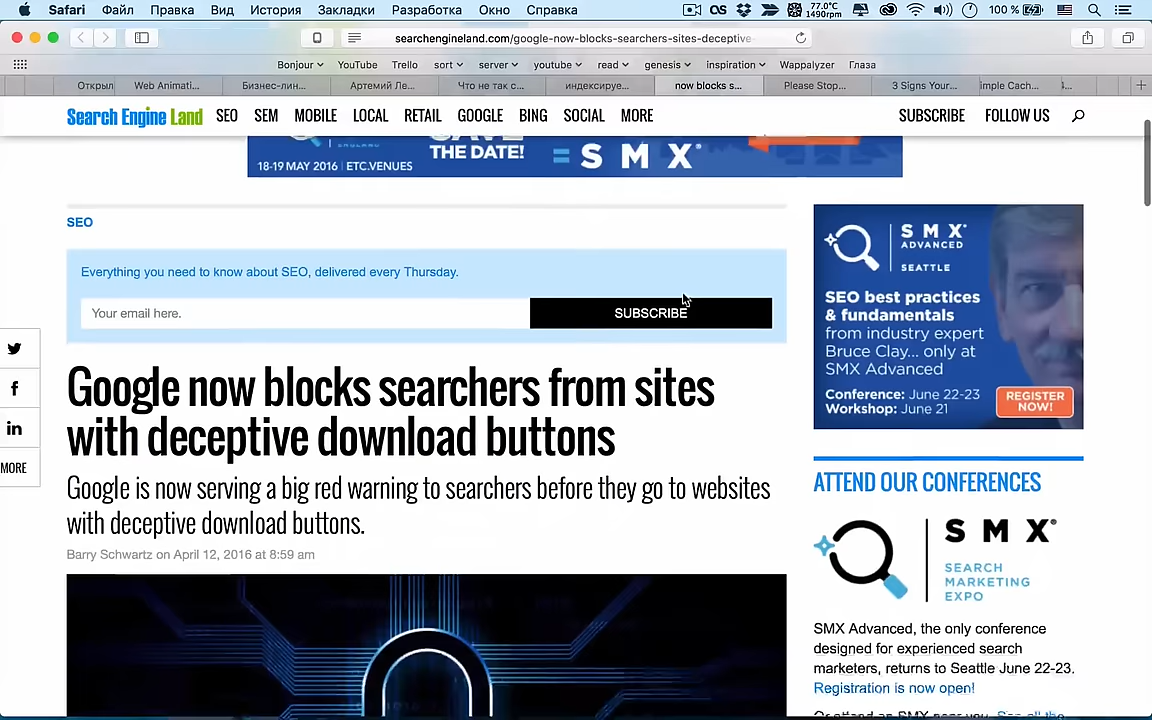 Safari Файл Правка Вид История Закладки Разработка Окно Справка
77.0°C
1490rpm
100 %
searchengineland.com/google-now-blocks-searchers-sites-deceptive-
Bonjour YouTube Trello sort server youtube read genesis inspiration Wappalyzer Глаза
Открыл Web Animati... Бизнес-лин... Артемий Ле... Что не так с... индексируе... now blocks s... Please Stop... 3 Signs Your... imple Cach...
Search Engine Land SEO SEM MOBILE LOCAL RETAIL GOOGLE BING SOCIAL MORE SUBSCRIBE FOLLOW US
THE DATE! = SMX
18-19 MAY 2016 | ETC.VENUES
SEO
Everything you need to know about SEO, delivered every Thursday.
Your email here. SUBSCRIBE
Google now blocks searchers from sites
with deceptive download buttons
Google is now serving a big red warning to searchers before they go to websites
with deceptive download buttons.
Barry Schwartz on April 12, 2016 at 8:59 am
MORE
SMX
ADVANCED
SEATTLE
SEO best practices
& fundamentals
from industry expert
Bruce Clay... only at
SMX Advanced
Conference: June 22-23
Workshop: June 21
REGISTER
NOW!
ATTEND OUR CONFERENCES
SMX
SEARCH
MARKETING
EXPO
SMX Advanced, the only conference
designed for experienced search
marketers, returns to Seattle June 22-23.
Registration is now open!